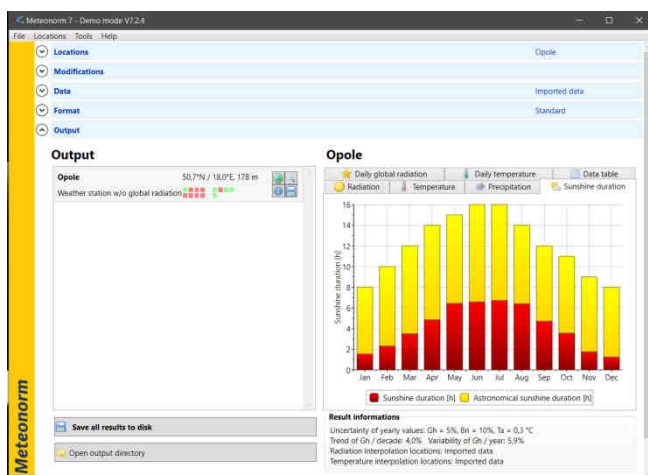 Meteonorm 7 - Demo mode V7.2.4
File Locations Tools Help
Locations Opole
Modifications
Data Imported data
Format Standard
Output
Output
Opole 50,7°N / 18,0°E, 178 m
Weather station w/o global radiation
Save all results to disk
Open output directory
Meteonorm
Opole
Daily global radiation Daily temperature Data table
Radiation Temperature Precipitation Sunshine duration
Sunshine duration [h]
16
14
12
10
8
6
4
2
0
Jan Feb Mar Apr May Jun Jul Aug Sep Oct Nov Dec
Sunshine duration [h] Astronomical sunshine duration [h]
Result informations
Uncertainty of yearly values: Gh = 5%, Bn = 10%, Ta = 0,3 °C
Trend of Gh / decade: 4,0% Variability of Gh / year: 5,9%
Radiation interpolation locations: Imported data
Temperature interpolation locations: Imported data